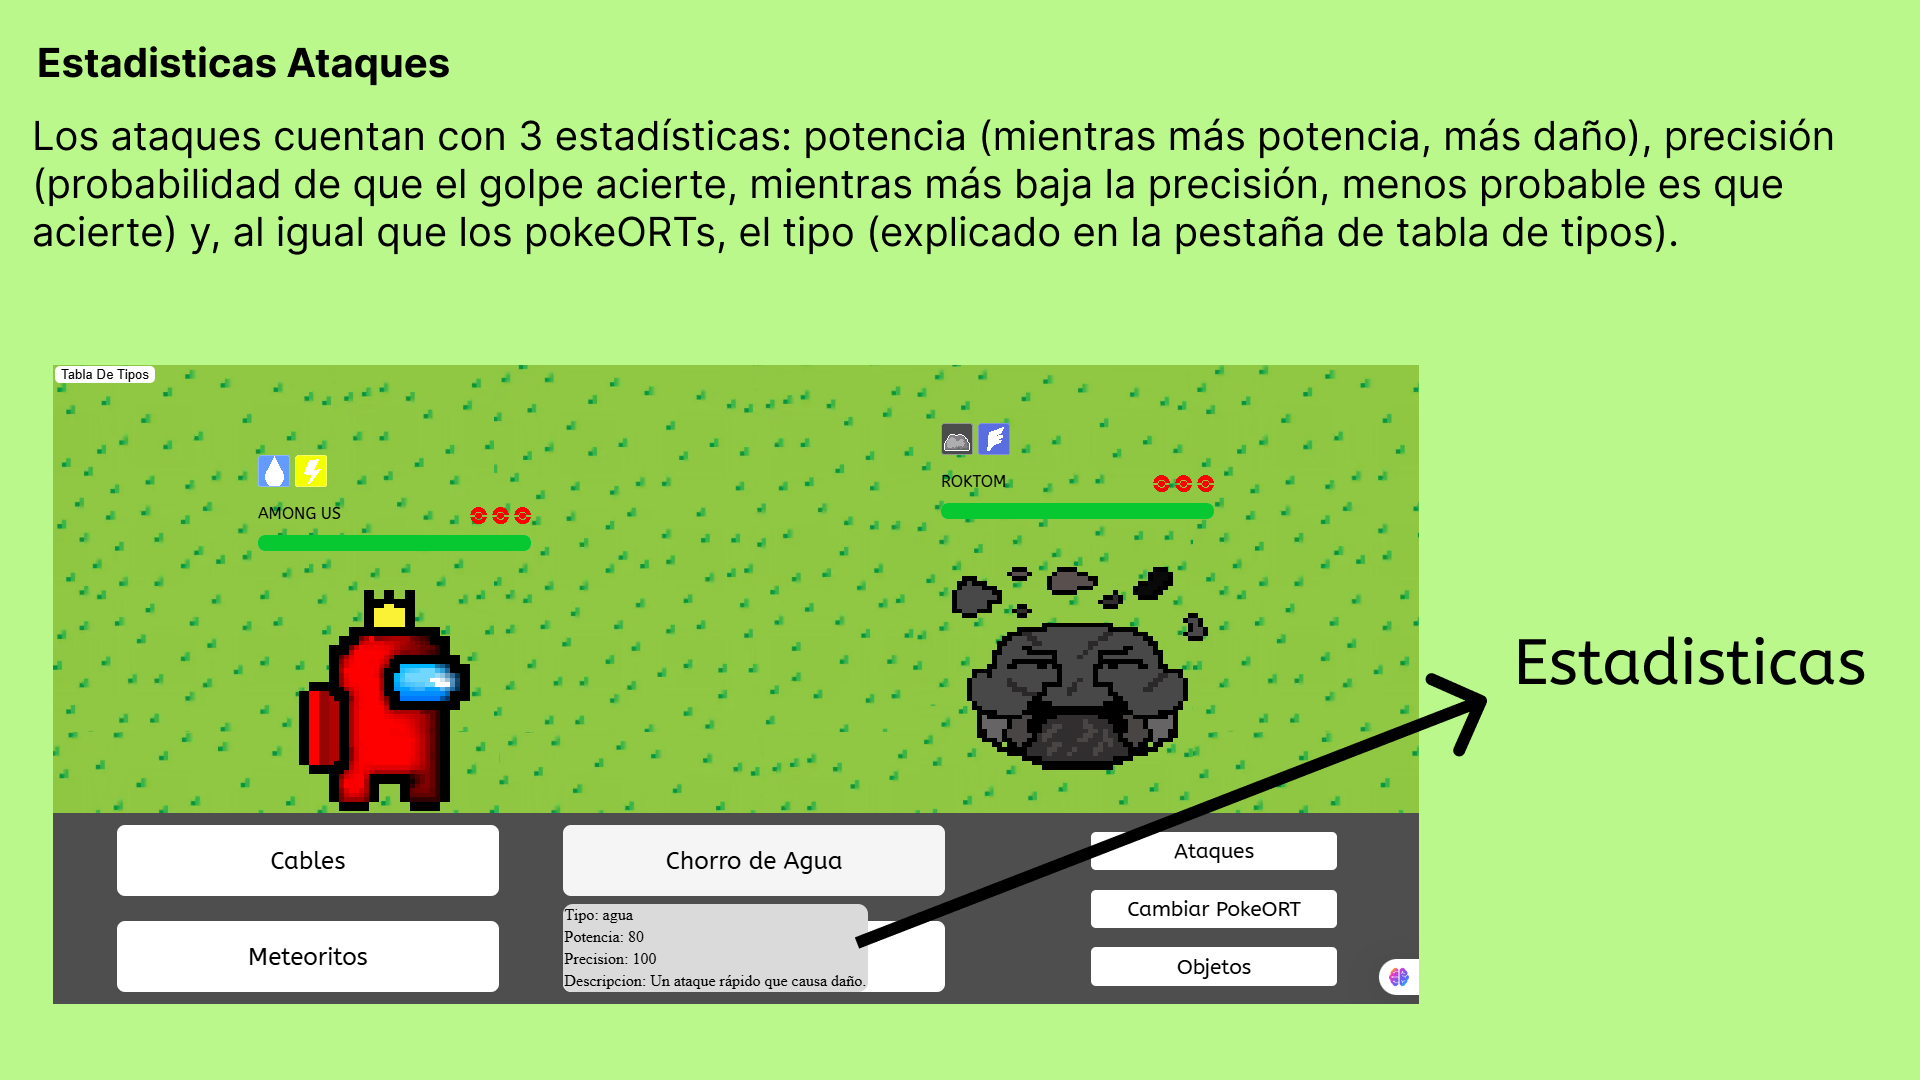 Estadisticas Ataques
Los ataques cuentan con 3 estadísticas: potencia (mientras más potencia, más daño), precisión
(probabilidad de que el golpe acierte, mientras más baja la precisión, menos probable es que
acierte) y, al igual que los pokeORTs, el tipo (explicado en la pestaña de tabla de tipos).
Tabla De Tipos
ROKTOM
AMONG US
Estadisticas
Cables
Chorro de Agua
Ataques
Tipo: agua
Potencia: 80
Precision: 100
Descripcion: Un ataque rápido que causa daño.
Cambiar PokeORT
Meteoritos
Objetos